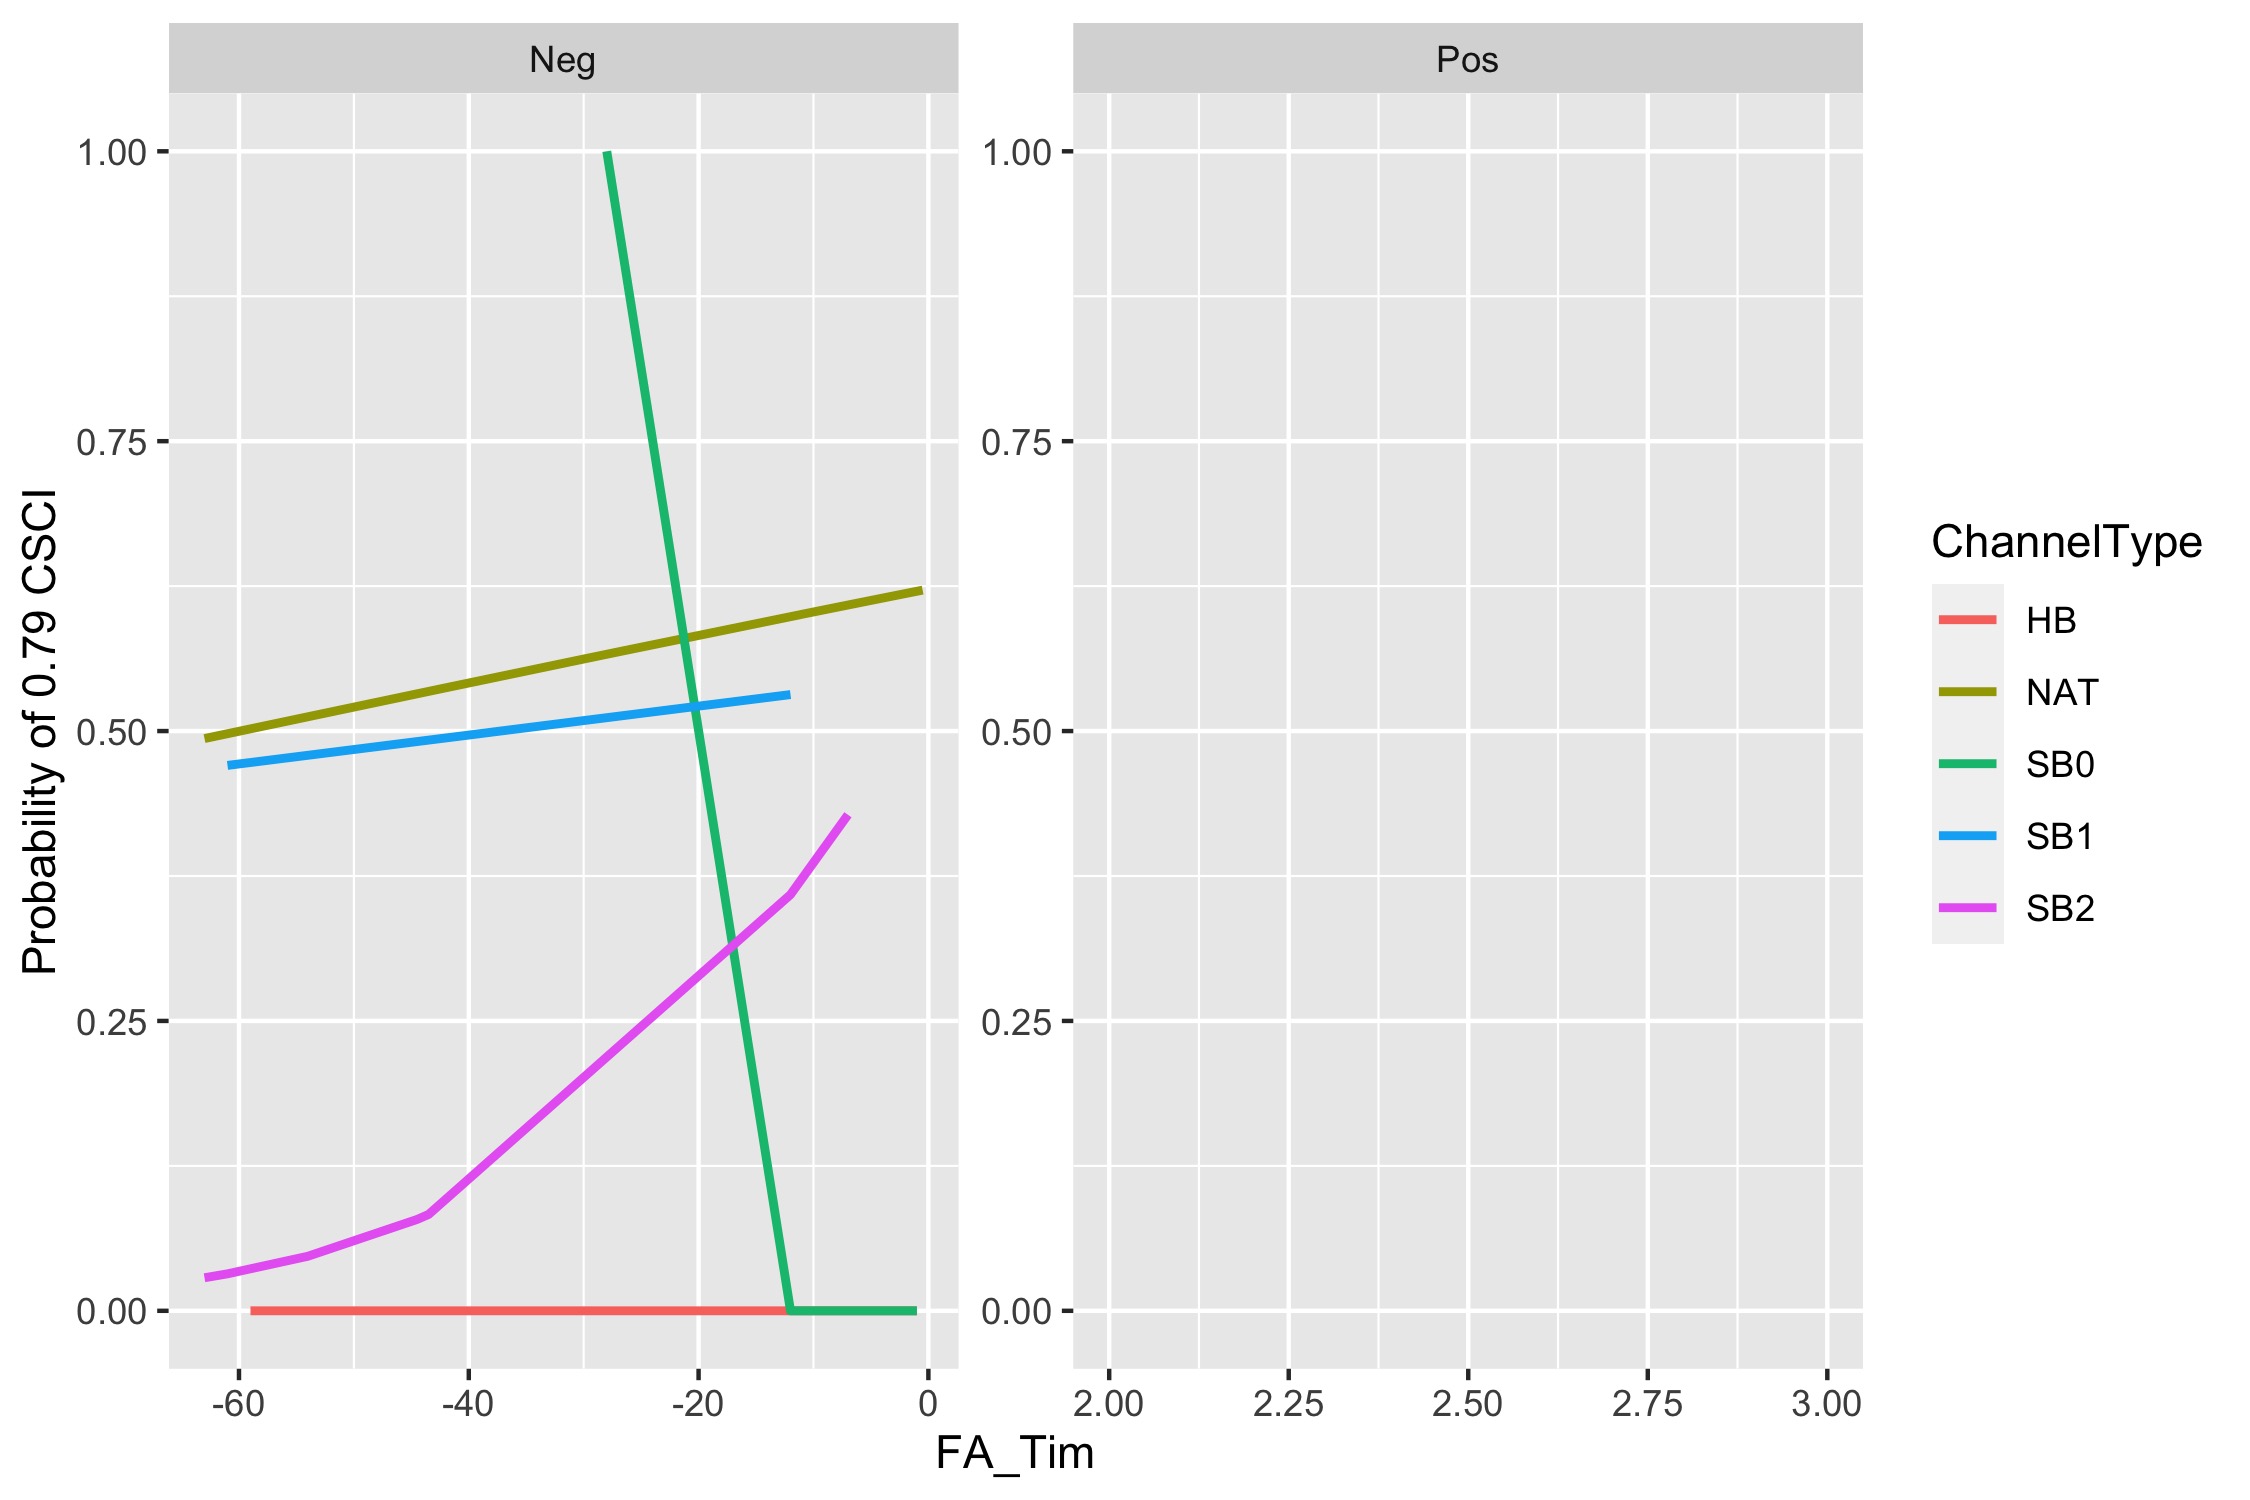 Neg
Pos
Probability of 0.79 CSCI
1.00
0.75
0.50
0.25
0.00
1.00
0.75
0.50
0.25
0.00
-60 -40 -20 0
2.00 2.25 2.50 2.75 3.00
FA_Tim
ChannelType
HB
NAT
SB0
SB1
SB2